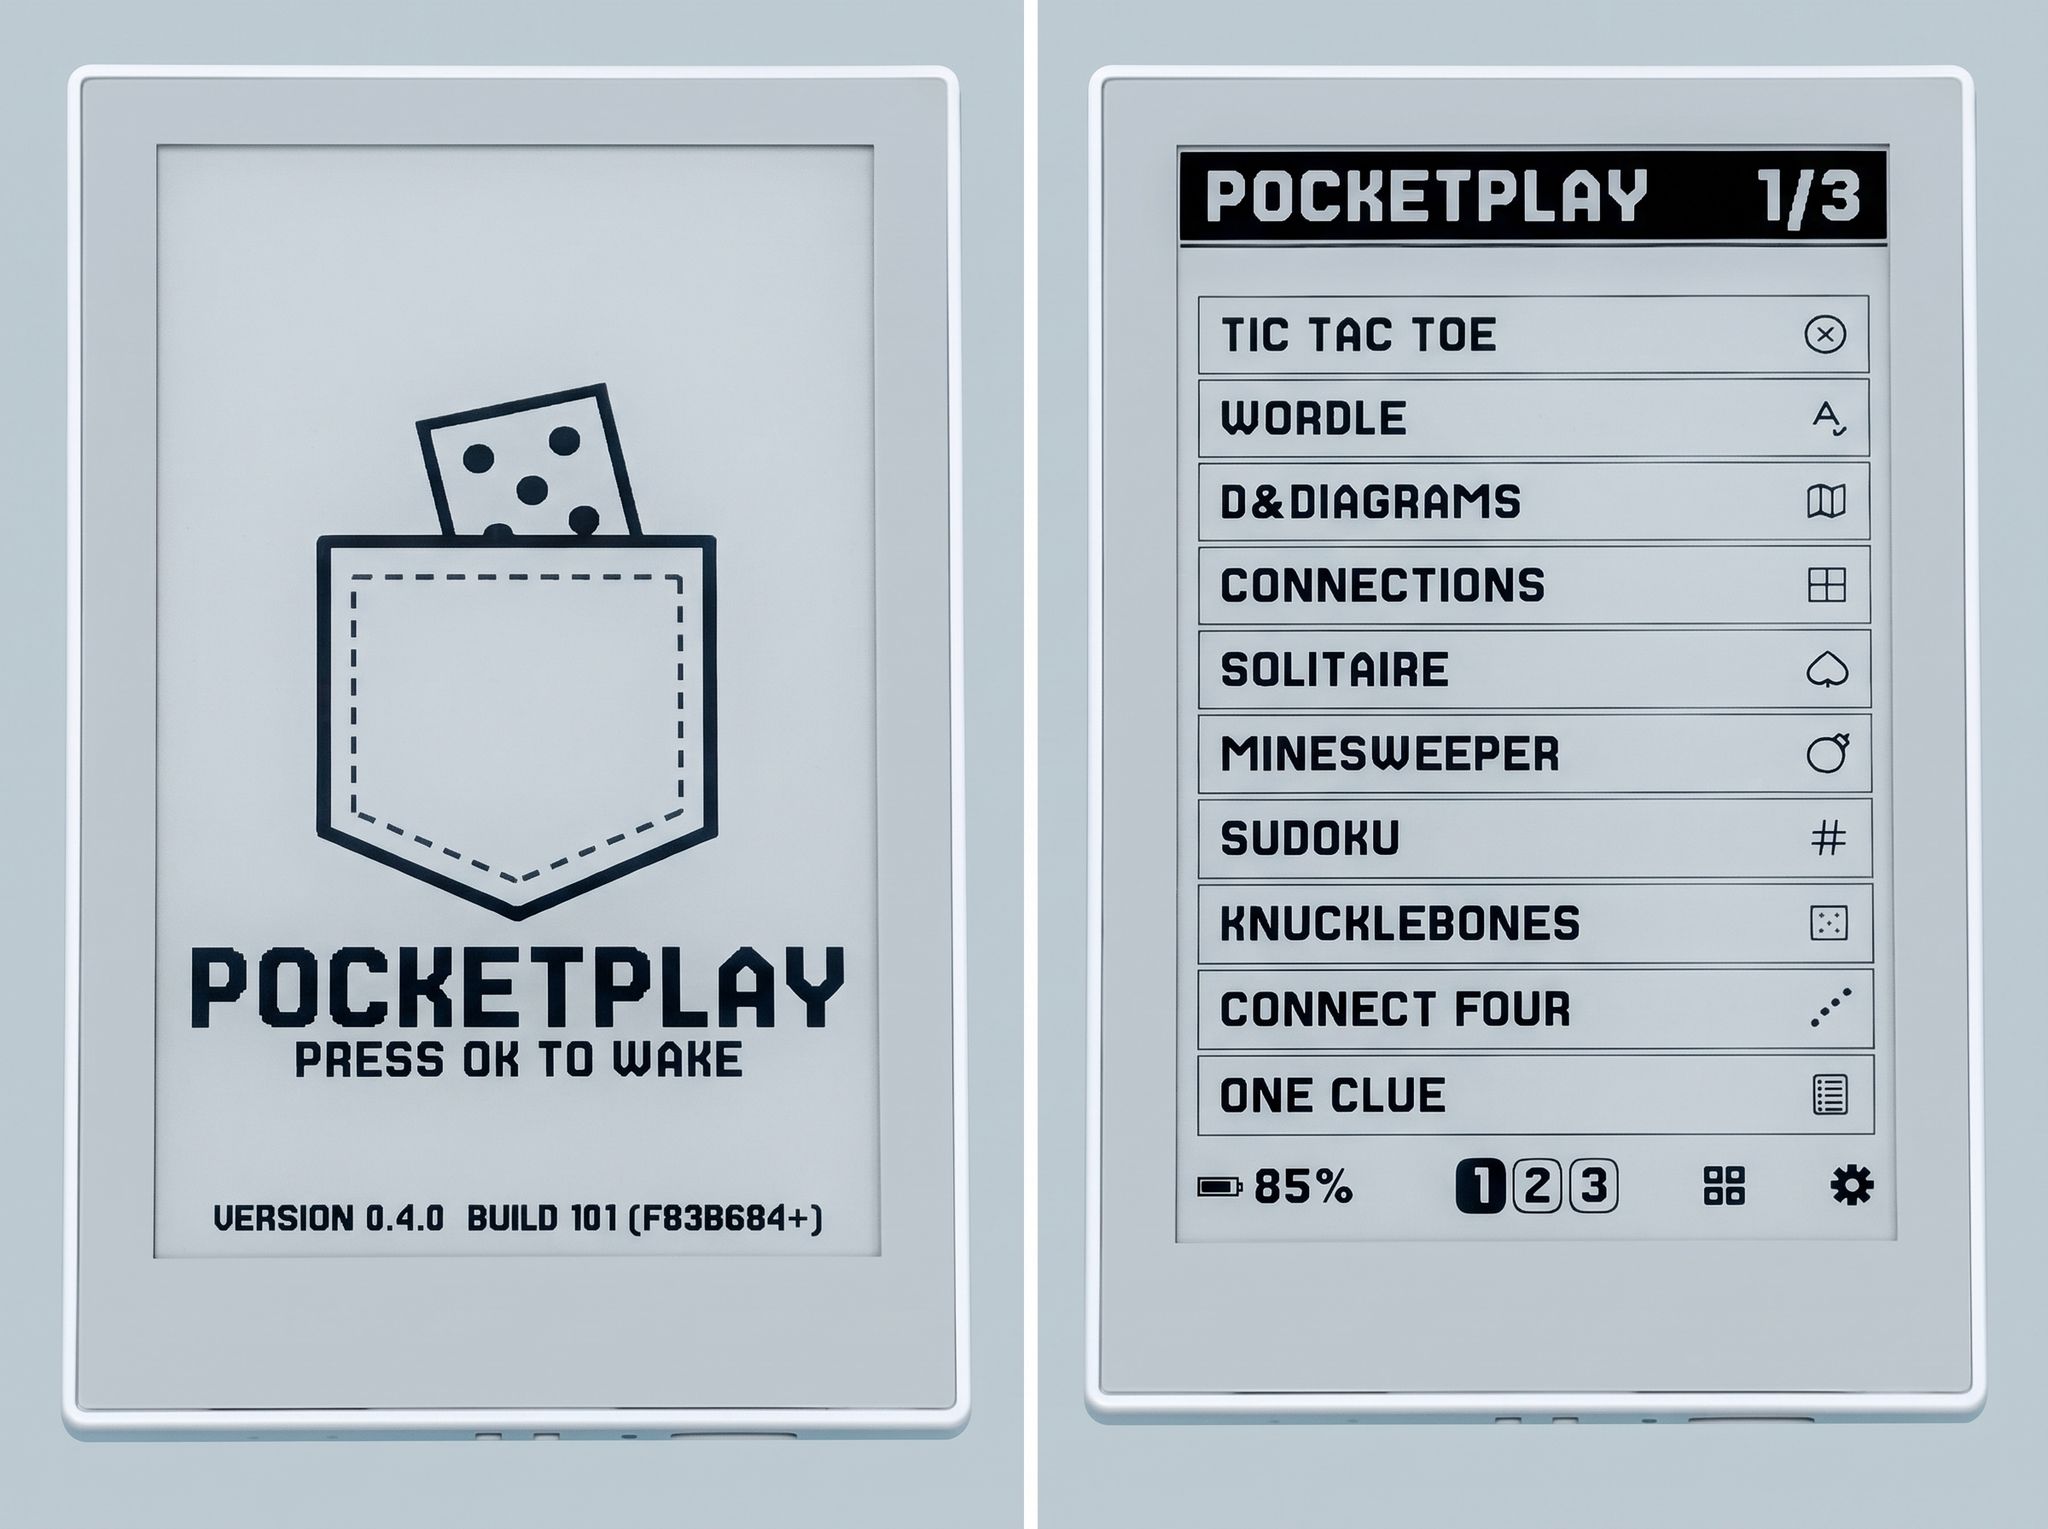 POCKETPLAY
PRESS OK TO WAKE
VERSION 0.4.0 BUILD 101 (F83B684+)
POCKETPLAY 1/3
TIC TAC TOE
WORDLE
D&DIAGRAMS
CONNECTIONS
SOLITAIRE
MINESWEEPER
SUDOKU
KNUCKLEBONES
CONNECT FOUR
ONE CLUE
85% 1 2 3